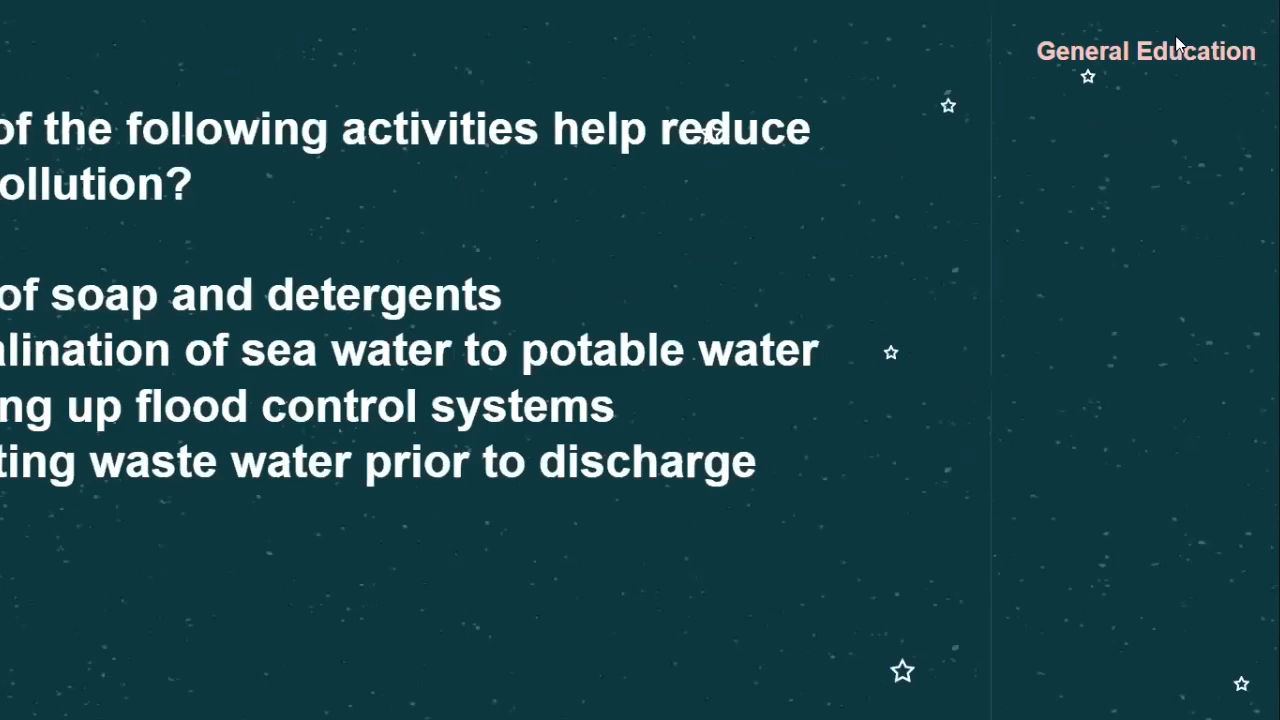 General Education
of the following activities help reduce
ollution?
of soap and detergents
alination of sea water to potable water
ng up flood control systems
ting waste water prior to discharge